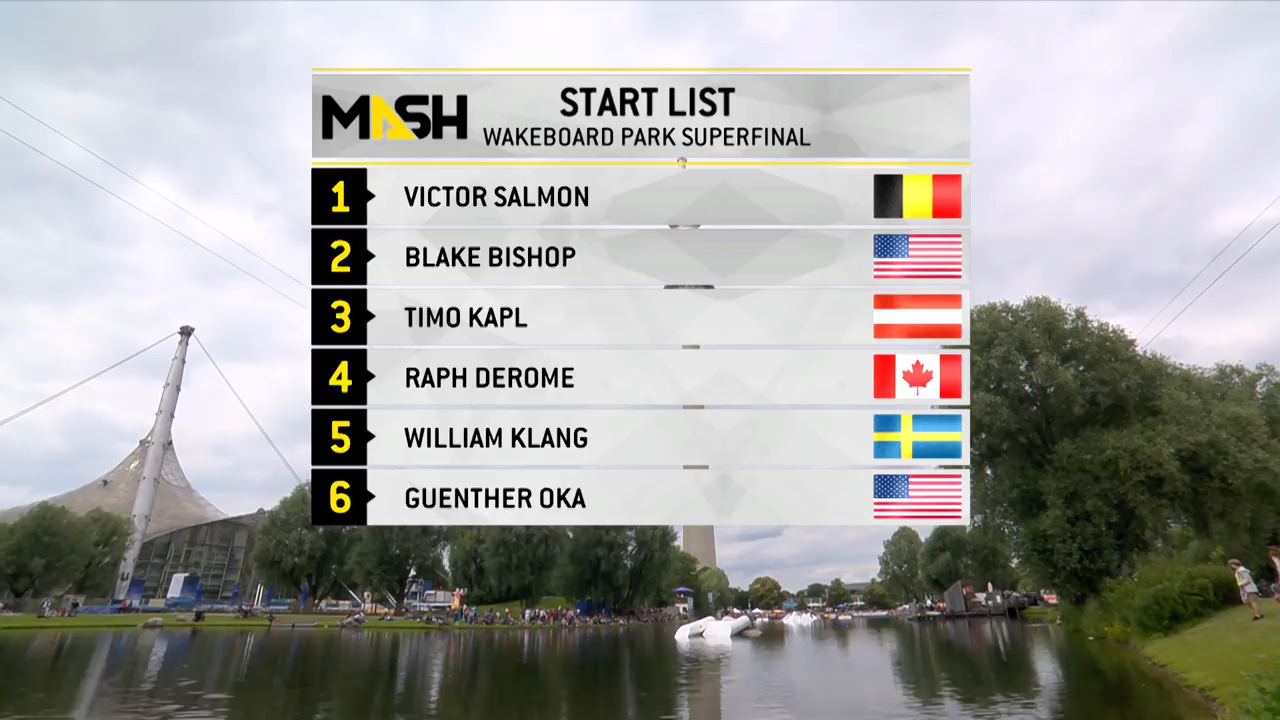 MASH
START LIST
WAKEBOARD PARK SUPERFINAL
1 VICTOR SALMON
2 BLAKE BISHOP
3 TIMO KAPL
4 RAPH DEROME
5 WILLIAM KLANG
6 GUENTHER OKA